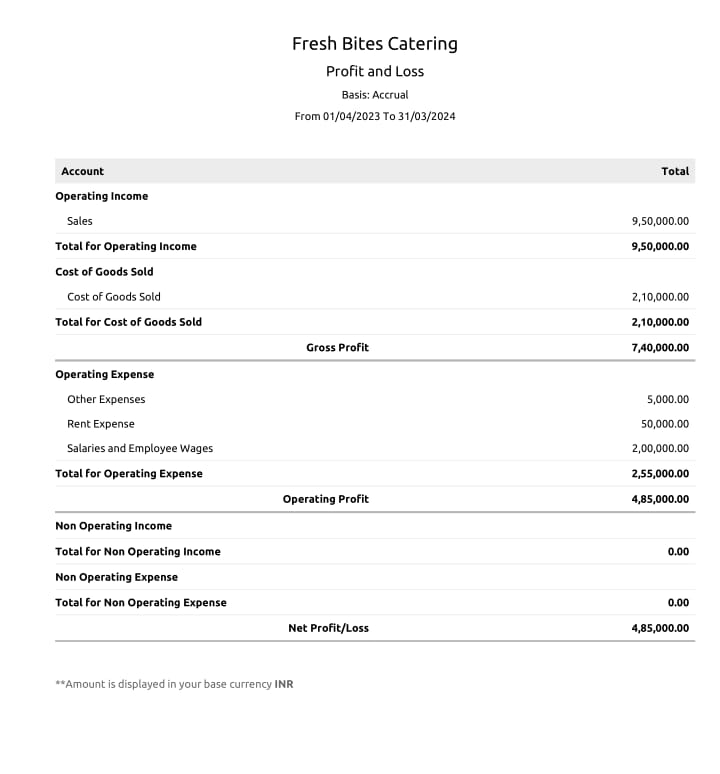 Fresh Bites Catering
Profit and Loss
Basis: Accrual
From 01/04/2023 To 31/03/2024
Account Total
Operating Income
Sales 9,50,000.00
Total for Operating Income 9,50,000.00
Cost of Goods Sold
Cost of Goods Sold 2,10,000.00
Total for Cost of Goods Sold 2,10,000.00
Gross Profit 7,40,000.00
Operating Expense
Other Expenses 5,000.00
Rent Expense 50,000.00
Salaries and Employee Wages 2,00,000.00
Total for Operating Expense 2,55,000.00
Operating Profit 4,85,000.00
Non Operating Income
Total for Non Operating Income 0.00
Non Operating Expense
Total for Non Operating Expense 0.00
Net Profit/Loss 4,85,000.00
**Amount is displayed in your base currency INR